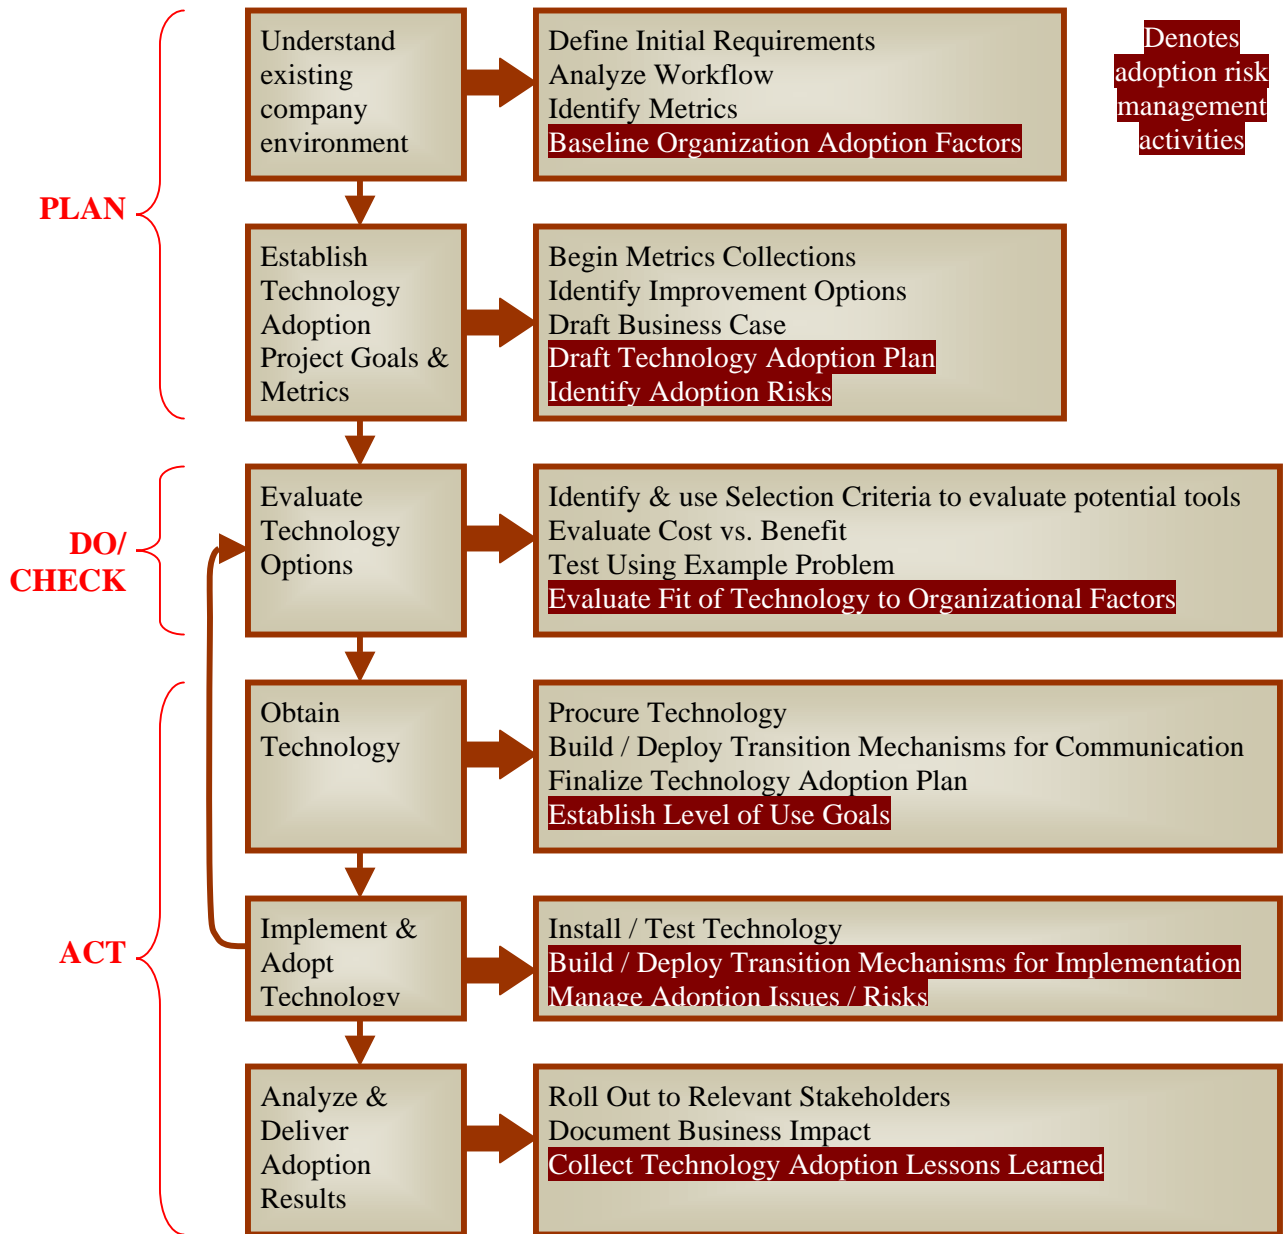 Understand
existing
company
environment
Define Initial Requirements
Analyze Workflow
Identify Metrics
Baseline Organization Adoption Factors
Denotes
adoption risk
management
activities
PLAN
Establish
Technology
Adoption
Project Goals &
Metrics
Begin Metrics Collections
Identify Improvement Options
Draft Business Case
Draft Technology Adoption Plan
Identify Adoption Risks
DO/
CHECK
Evaluate
Technology
Options
Identify & use Selection Criteria to evaluate potential tools
Evaluate Cost vs. Benefit
Test Using Example Problem
Evaluate Fit of Technology to Organizational Factors
Obtain
Technology
Procure Technology
Build / Deploy Transition Mechanisms for Communication
Finalize Technology Adoption Plan
Establish Level of Use Goals
ACT
Implement &
Adopt
Technology
Install / Test Technology
Build / Deploy Transition Mechanisms for Implementation
Manage Adoption Issues / Risks
Analyze &
Deliver
Adoption
Results
Roll Out to Relevant Stakeholders
Document Business Impact
Collect Technology Adoption Lessons Learned